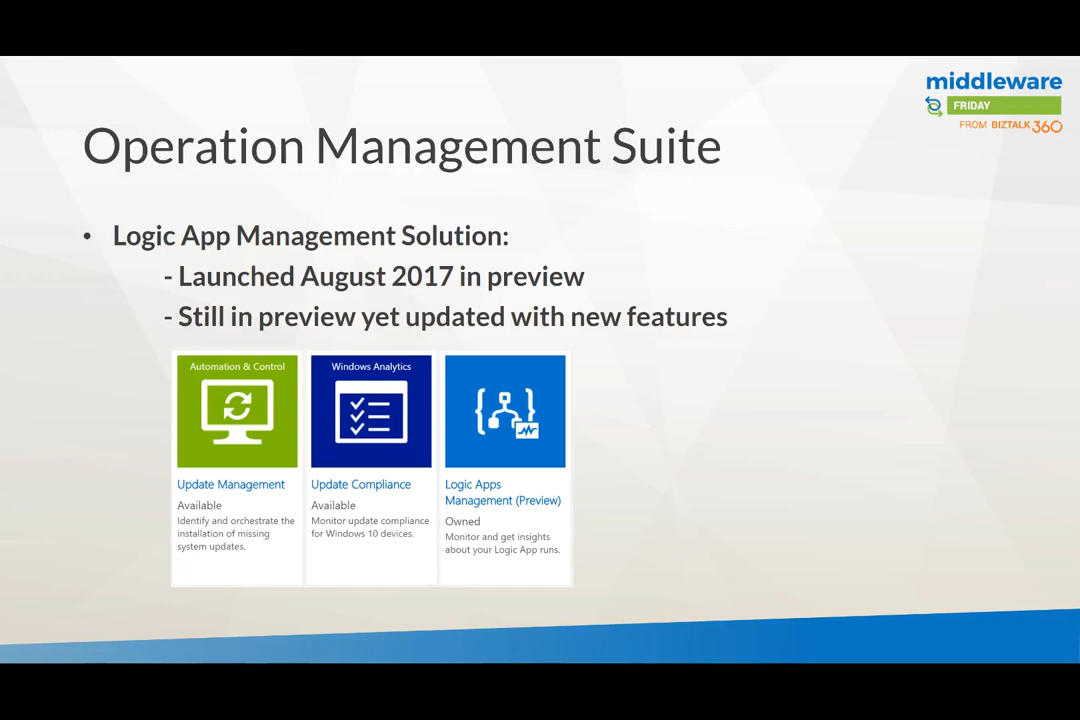 middleware
FRIDAY
FROM BIZTALK360
Operation Management Suite
• Logic App Management Solution:
- Launched August 2017 in preview
- Still in preview yet updated with new features
Automation & Control
Update Management
Available
Identify and orchestrate the
installation of missing
system updates.
Windows Analytics
Update Compliance
Available
Monitor update compliance
for Windows 10 devices.
Logic Apps
Management (Preview)
Owned
Monitor and get insights
about your Logic App runs.